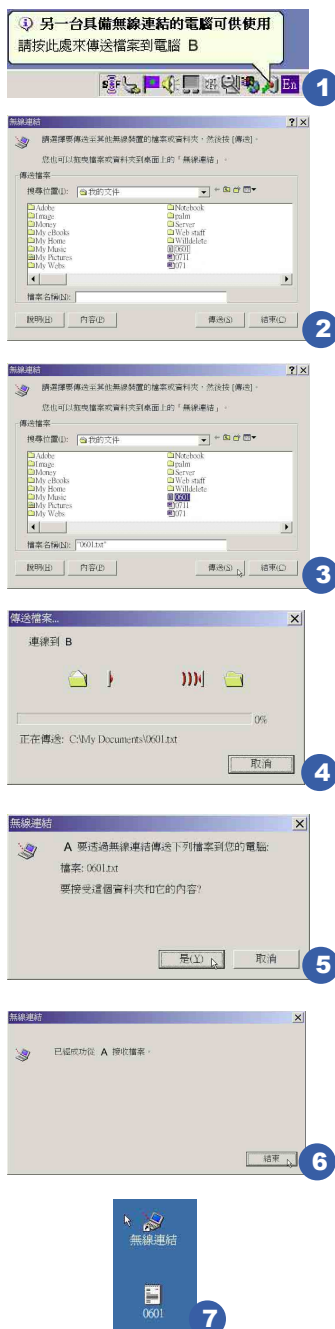 另一台具備無線連結的電腦可供使用
請按此處來傳送檔案到電腦 B
En
1
無線連結
請選擇要傳送至其他無線裝置的檔案或資料夾，然後按 [傳送]。
您也可以拖曳檔案資料夾到桌面上的「無線連結」。
傳送檔案
搜尋位置(I):
我的文件
Adobe
Notebook
Image
palm
Money
Server
My eBooks
Web staff
My Home
Willdelete
My Music
0601
My Pictures
0711
My Webs
071
檔案名稱(N):
說明(H)
內容(P)
傳送(S)
結束(C)
2
無線連結
請選擇要傳送至其他無線裝置的檔案或資料夾，然後按 [傳送]。
您也可以拖曳檔案資料夾到桌面上的「無線連結」。
傳送檔案
搜尋位置(I):
我的文件
Adobe
Notebook
Image
palm
Money
Server
My eBooks
Web staff
My Home
Willdelete
My Music
0601
My Pictures
0711
My Webs
071
檔案名稱(N):
"0601.txt"
說明(H)
內容(P)
傳送(S)
結束(C)
3
傳送檔案...
連線到 B
0%
正在傳送: C:\My Documents\0601.txt
取消
4
無線連結
A 要透過無線連結傳送下列檔案到您的電腦:
檔案: 0601.txt
要接受這個資料夾和它的內容?
是(Y)
取消
5
無線連結
已經成功從 A 接收檔案。
結束
6
無線連結
0601
7